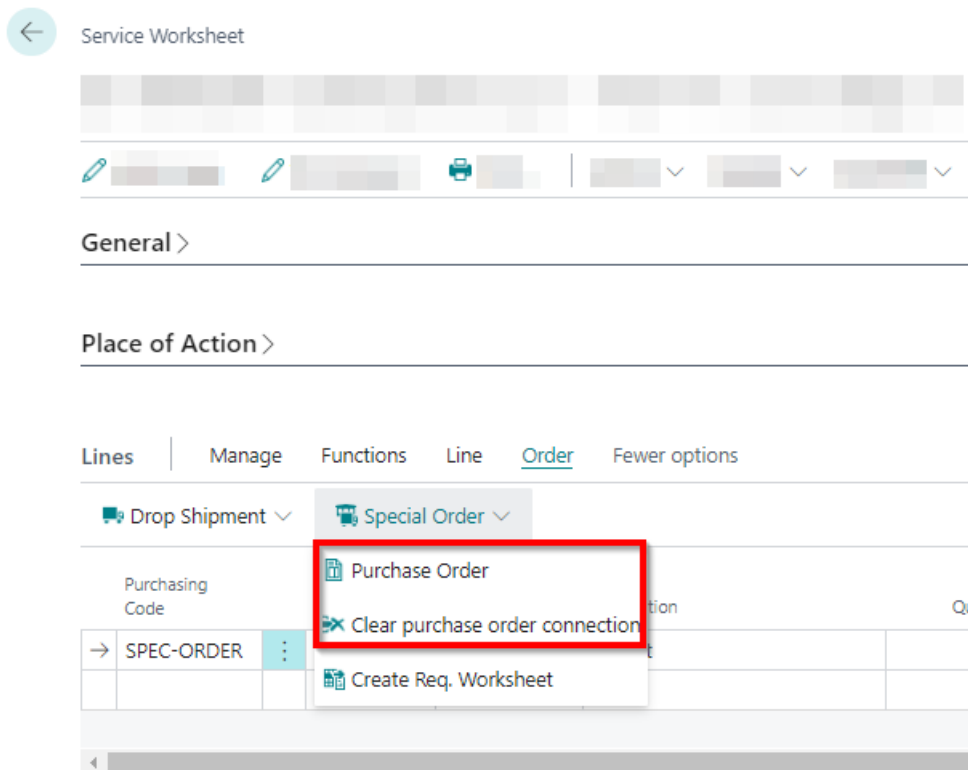 Service Worksheet
General
Place of Action
Lines Manage Functions Line Order Fewer options
Drop Shipment Special Order
Purchase Order
Purchasing
Code
Clear purchase order connection
SPEC-ORDER
Create Req. Worksheet